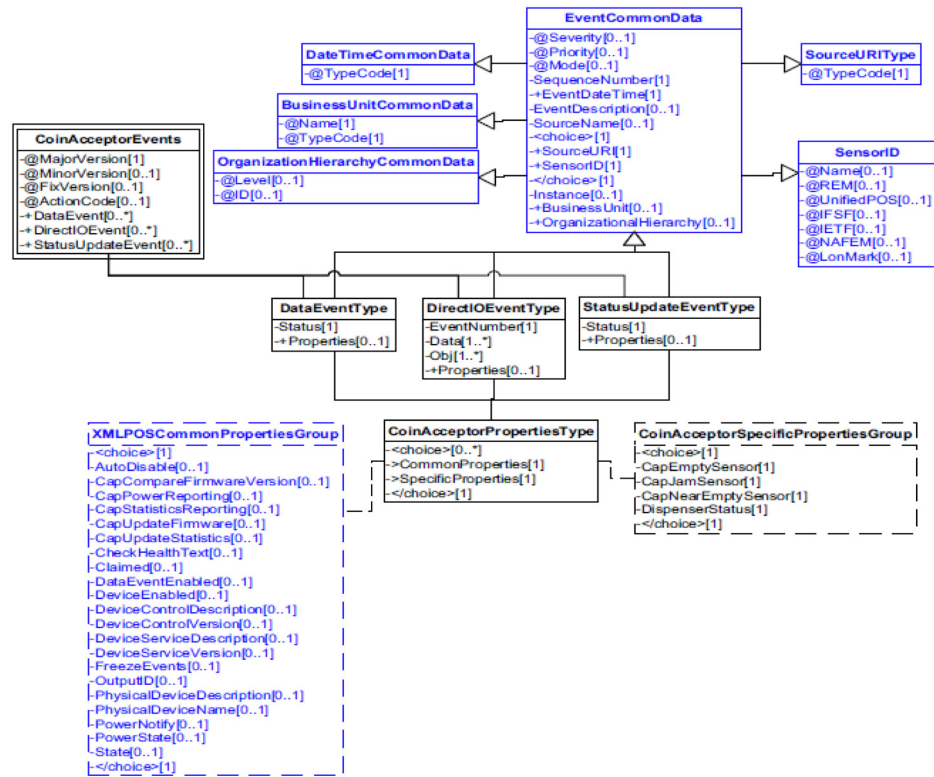 EventCommonData
-@Severity[0..1]
-@Priority[0..1]
-@Mode[0..1]
-SequenceNumber[1]
-+EventDateTime[1]
-EventDescription[0..1]
-SourceName[0..1]
-<choice>[1]
-+SourceURI[1]
-+SensorID[1]
-</choice>[1]
-Instance[0..1]
-+BusinessUnit[0..1]
-+OrganizationalHierarchy[0..1]
DateTimeCommonData
-@TypeCode[1]
SourceURIType
-@TypeCode[1]
BusinessUnitCommonData
-@Name[1]
-@TypeCode[1]
CoinAcceptorEvents
-@MajorVersion[1]
-@MinorVersion[0..1]
-@FixVersion[0..1]
-@ActionCode[0..1]
-+DataEvent[0..*]
-+DirectIOEvent[0..*]
-+StatusUpdateEvent[0..*]
OrganizationHierarchyCommonData
-@Level[0..1]
-@ID[0..1]
SensorID
-@Name[0..1]
-@REM[0..1]
-@UnifiedPOS[0..1]
-@IFSF[0..1]
-@IETF[0..1]
-@NAFEM[0..1]
-@LonMark[0..1]
DataEventType
-Status[1]
-+Properties[0..1]
DirectIOEventType
-EventNumber[1]
-Data[1..*]
-Obj[1..*]
-+Properties[0..1]
StatusUpdateEventType
-Status[1]
-+Properties[0..1]
XMLPOSCommonPropertiesGroup
-<choice>[1]
-AutoDisable[0..1]
-CapCompareFirmwareVersion[0..1]
-CapPowerReporting[0..1]
-CapStatisticsReporting[0..1]
-CapUpdateFirmware[0..1]
-CapUpdateStatistics[0..1]
-CheckHealthText[0..1]
-Claimed[0..1]
-DataEventEnabled[0..1]
-DeviceEnabled[0..1]
-DeviceControlDescription[0..1]
-DeviceControlVersion[0..1]
-DeviceServiceDescription[0..1]
-DeviceServiceVersion[0..1]
-FreezeEvents[0..1]
-OutputID[0..1]
-PhysicalDeviceDescription[0..1]
-PhysicalDeviceName[0..1]
-PowerNotify[0..1]
-PowerState[0..1]
-State[0..1]
-</choice>[1]
CoinAcceptorPropertiesType
-<choice>[0..*]
->CommonProperties[1]
->SpecificProperties[1]
-</choice>[1]
CoinAcceptorSpecificPropertiesGroup
-<choice>[1]
-CapEmptySensor[1]
-CapJamSensor[1]
-CapNearEmptySensor[1]
-DispenserStatus[1]
-</choice>[1]